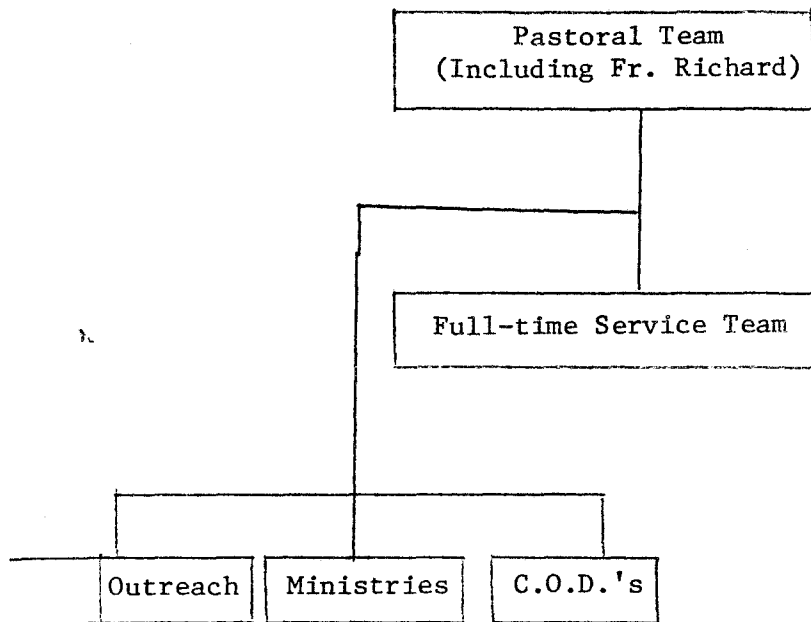 Pastoral Team
(Including Fr. Richard)
Full-time Service Team
Outreach
Ministries
C.O.D.'s